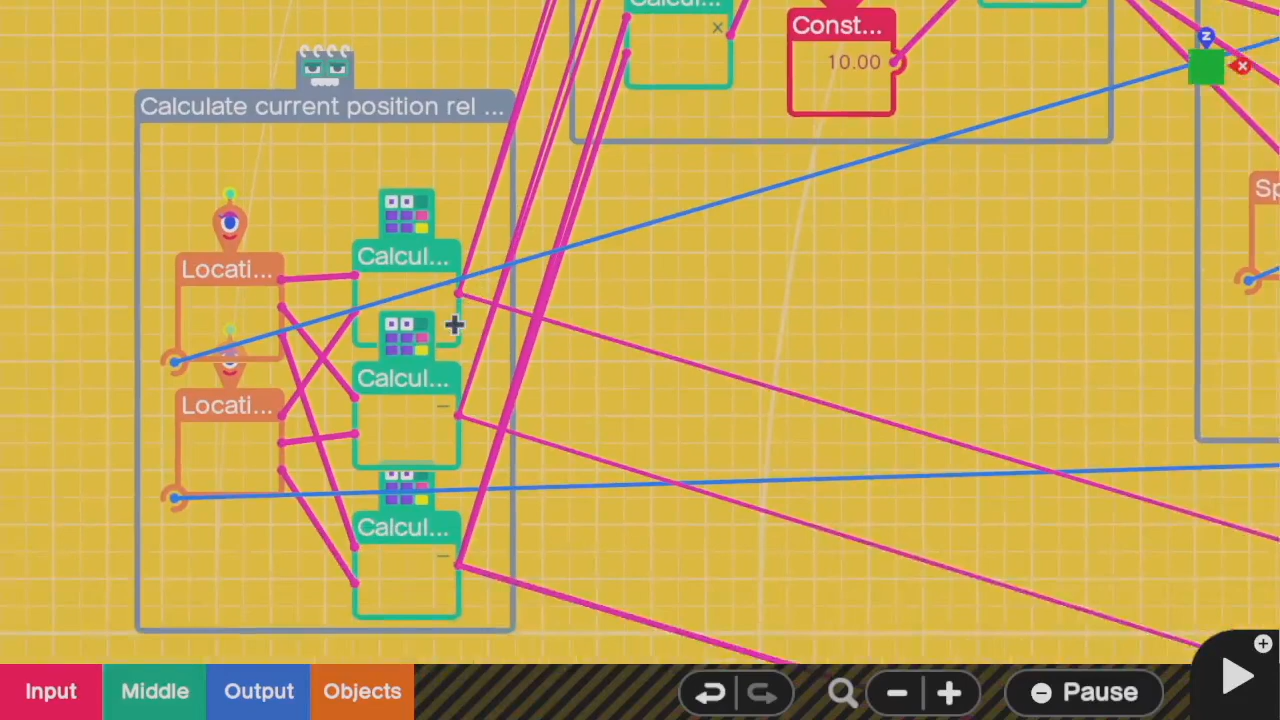 Calcul...
×
Const...
10.00
Z
×
Calculate current position rel ...
Sp
Calcul...
Locati...
Calcul...
−
Locati...
Calcul...
−
Input
Middle
Output
Objects
Pause